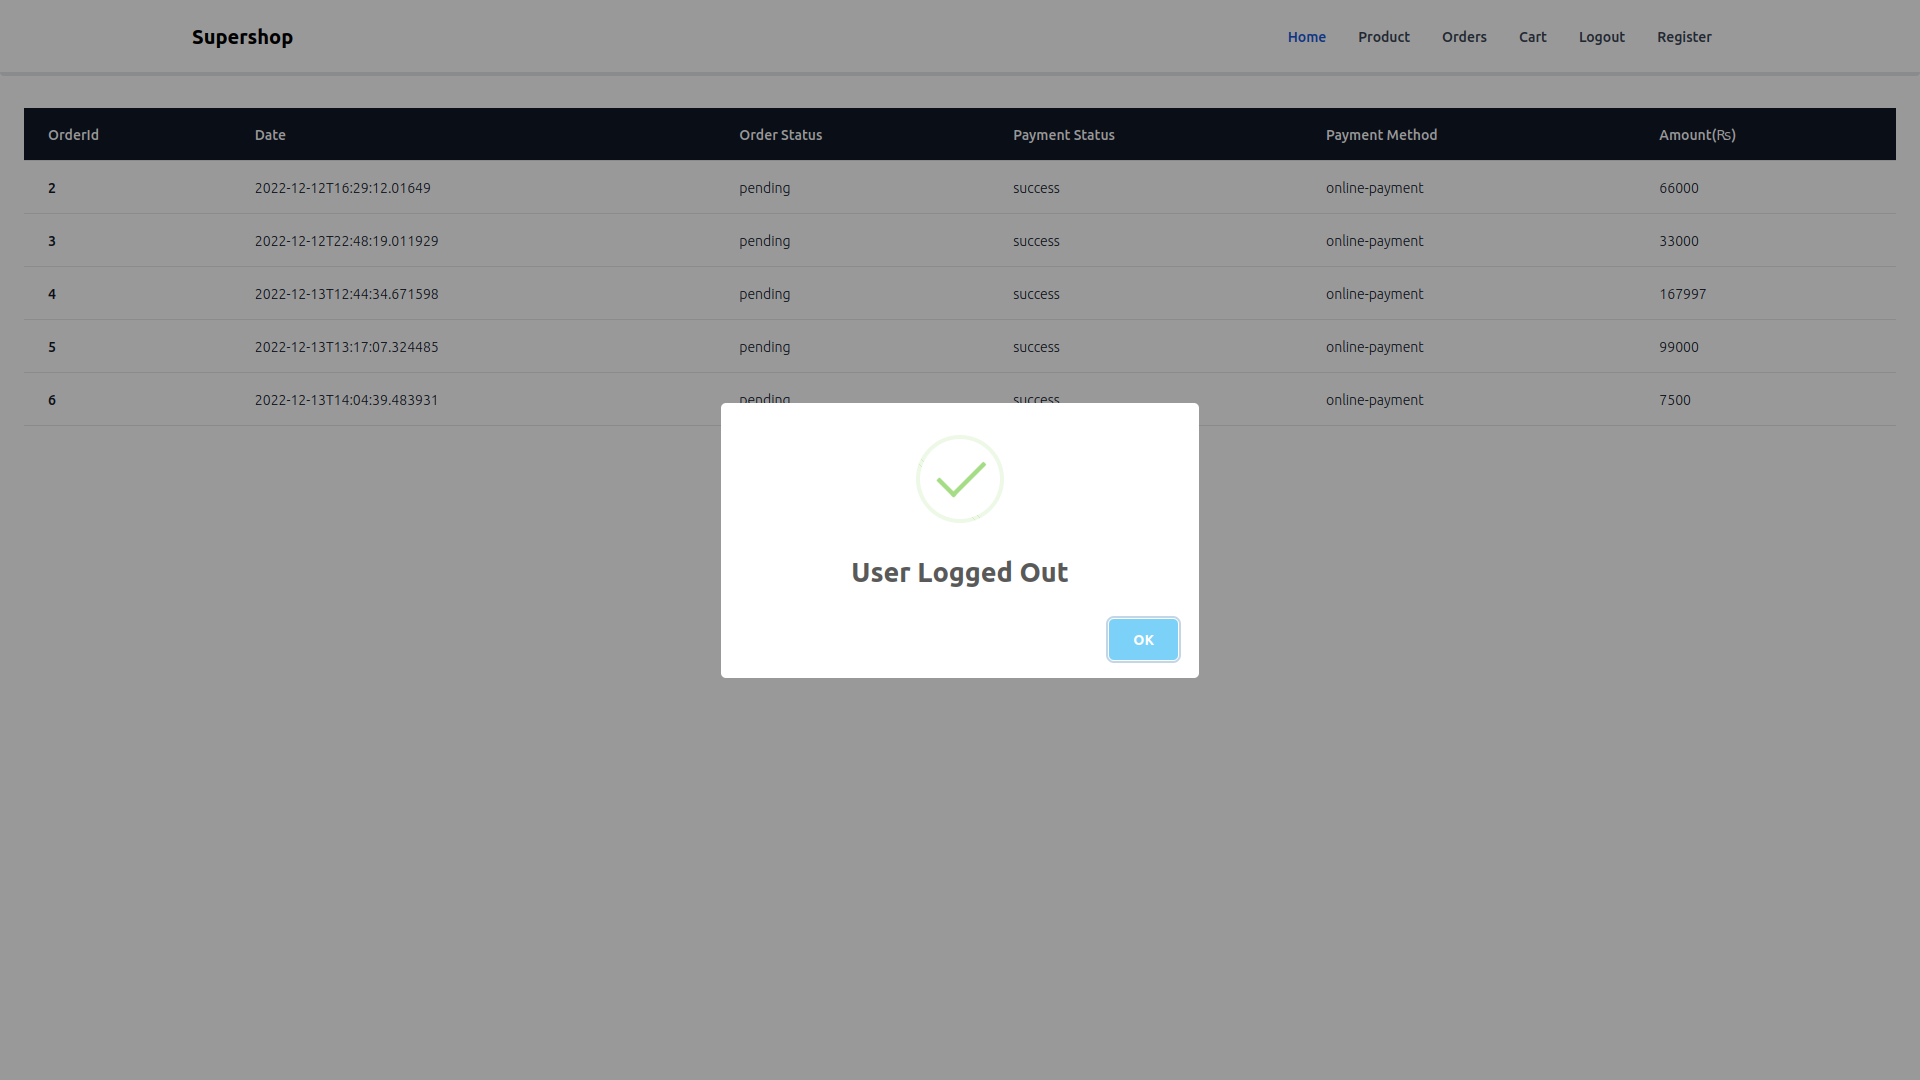 Supershop Home Product Orders Cart Logout Register
OrderId Date Order Status Payment Status Payment Method Amount(₨)
2 2022-12-12T16:29:12.01649 pending success online-payment 66000
3 2022-12-12T22:48:19.011929 pending success online-payment 33000
4 2022-12-13T12:44:34.671598 pending success online-payment 167997
5 2022-12-13T13:17:07.324485 pending success online-payment 99000
6 2022-12-13T14:04:39.483931 pending success online-payment 7500
User Logged Out
OK